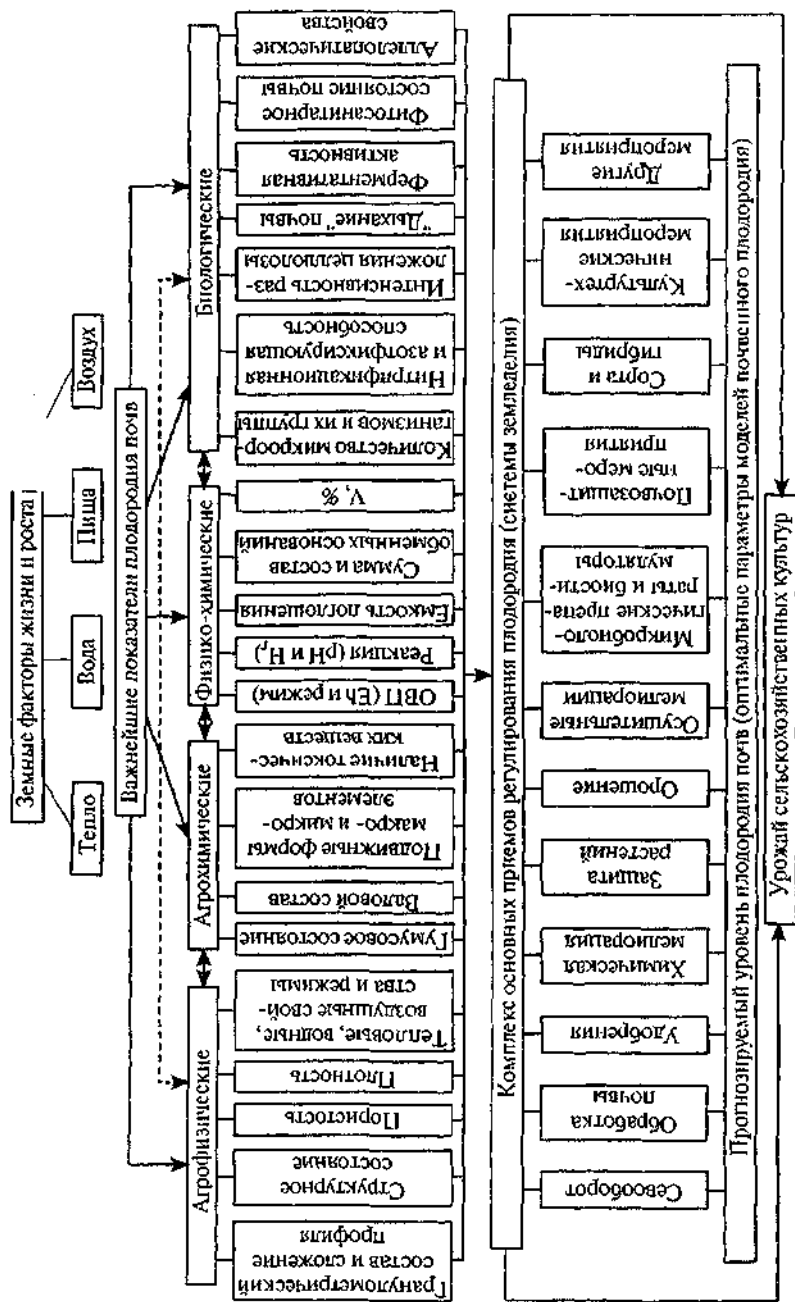 Земные факторы жизни и роста
Тепло
Вода
Пища
Воздух
Важнейшие показатели плодородия почв
Агрофизические
Агрохимические
Физико-химические
Биологические
Гранулометрический
состав и сложение
профиля
Структурное
состояние
Пористость
Плотность
Тепловые, водные,
воздушные свой-
ства и режимы
Гумусовое состояние
Валовой состав
Подвижные формы
макро- и микро-
элементов
Наличие токсичес-
ких веществ
ОВП (Eh и режим)
Реакция (pH и Hг)
Емкость поглощения
Сумма и состав
обменных оснований
V, %
Количество микроор-
ганизмов и их группы
Нитрификационная
и азотфиксирующая
способность
Интенсивность раз-
ложения целлюлозы
"Дыхание" почвы
Ферментативная
активность
Фитосанитарное
состояние почвы
Аллелопатические
свойства
Комплекс основных приемов регулирования плодородия (системы земледелия)
Севооборот
Обработка
почвы
Удобрения
Химическая
мелиорация
Защита
растений
Орошение
Осушительные
мелиорации
Микробиоло-
гические препа-
раты и биости-
муляторы
Почвозащит-
ные меро-
приятия
Сорта и
гибриды
Культуртех-
нические
мероприятия
Другие
мероприятия
Прогнозируемый уровень плодородия почв (оптимальные параметры моделей почвенного плодородия)
Урожай сельскохозяйственных культур